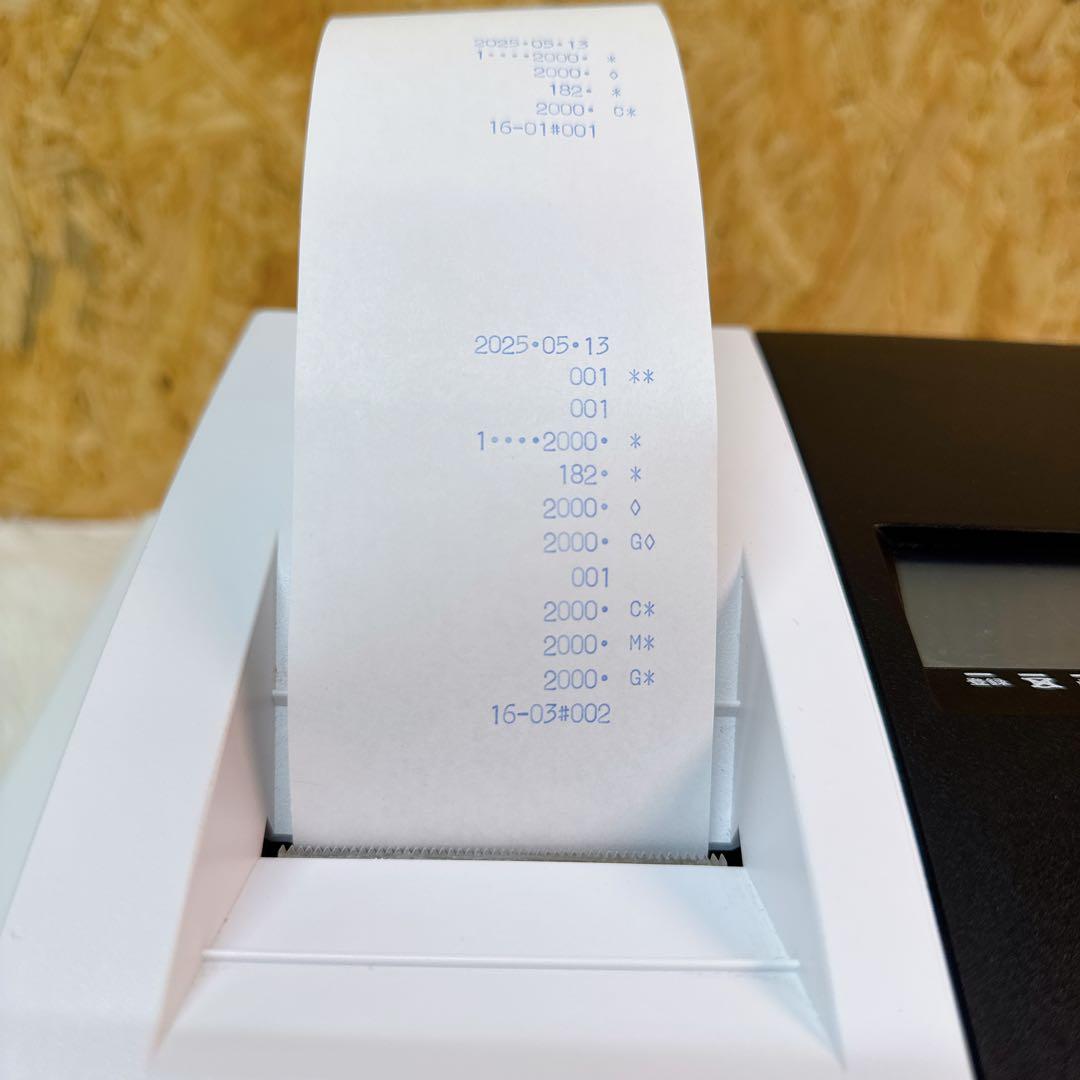 2025•05•13
1••••2000• *
2000• ◊
182• *
2000• C*
16-01#001
2025•05•13
001 **
001
1••••2000• *
182• *
2000• ◊
2000• G◊
001
2000• C*
2000• M*
2000• G*
16-03#002